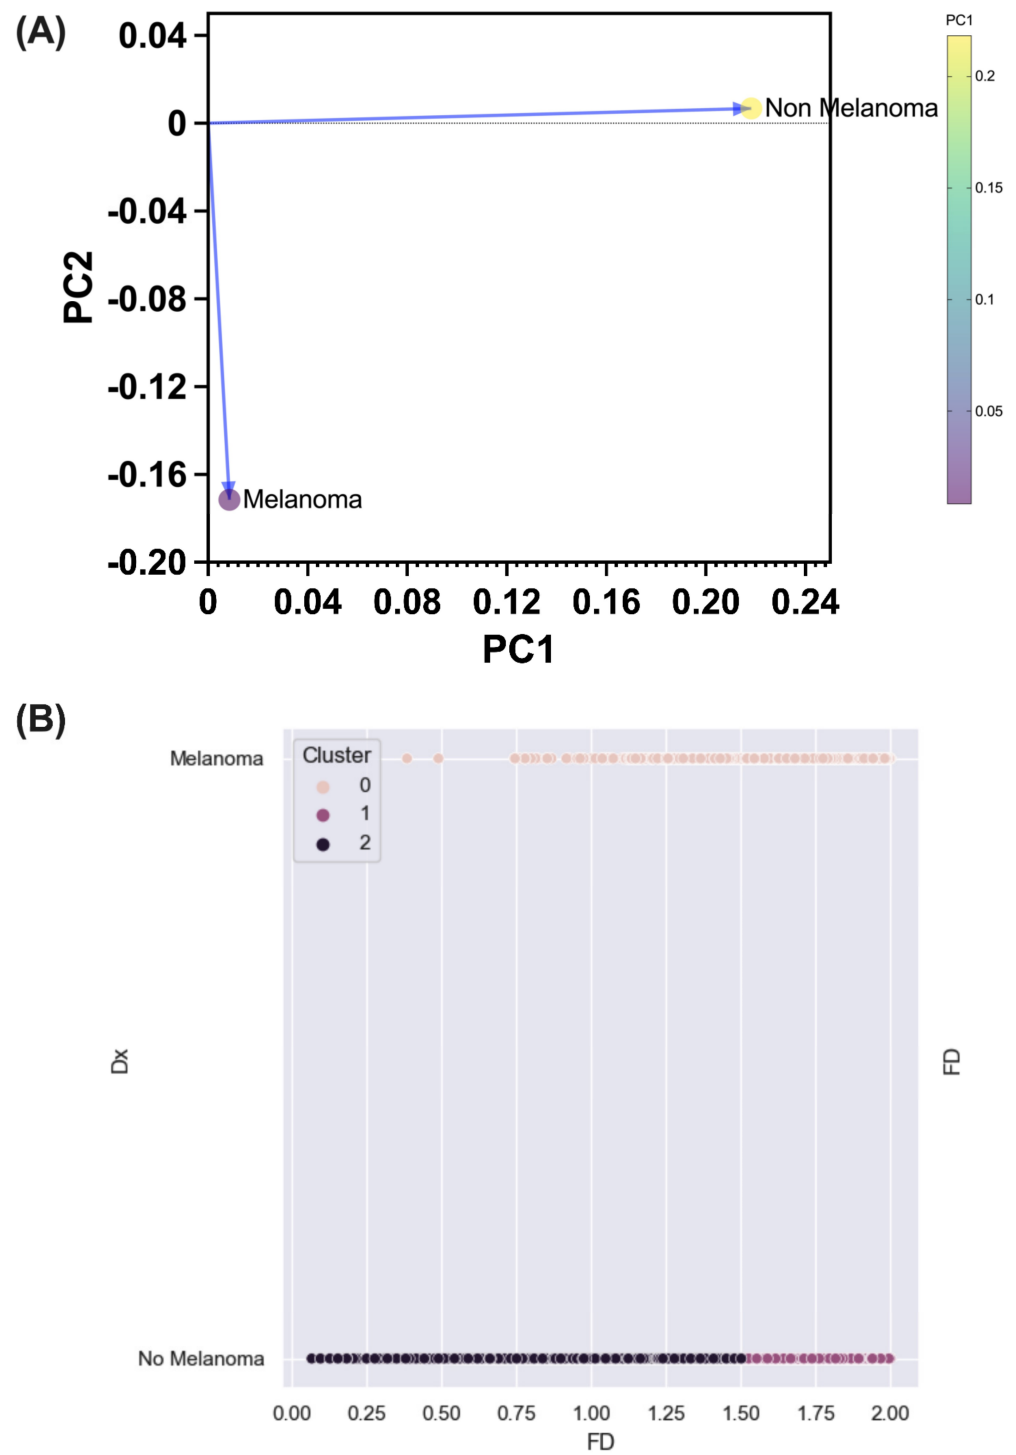 (A)
PC1
0.04
0
-0.04
-0.08
-0.12
-0.16
-0.20
PC2
Non Melanoma
Melanoma
0.2
0.15
0.1
0.05
0 0.04 0.08 0.12 0.16 0.20 0.24
PC1
(B)
Melanoma
Cluster
0
1
2
Dx
FD
No Melanoma
0.00 0.25 0.50 0.75 1.00 1.25 1.50 1.75 2.00
FD